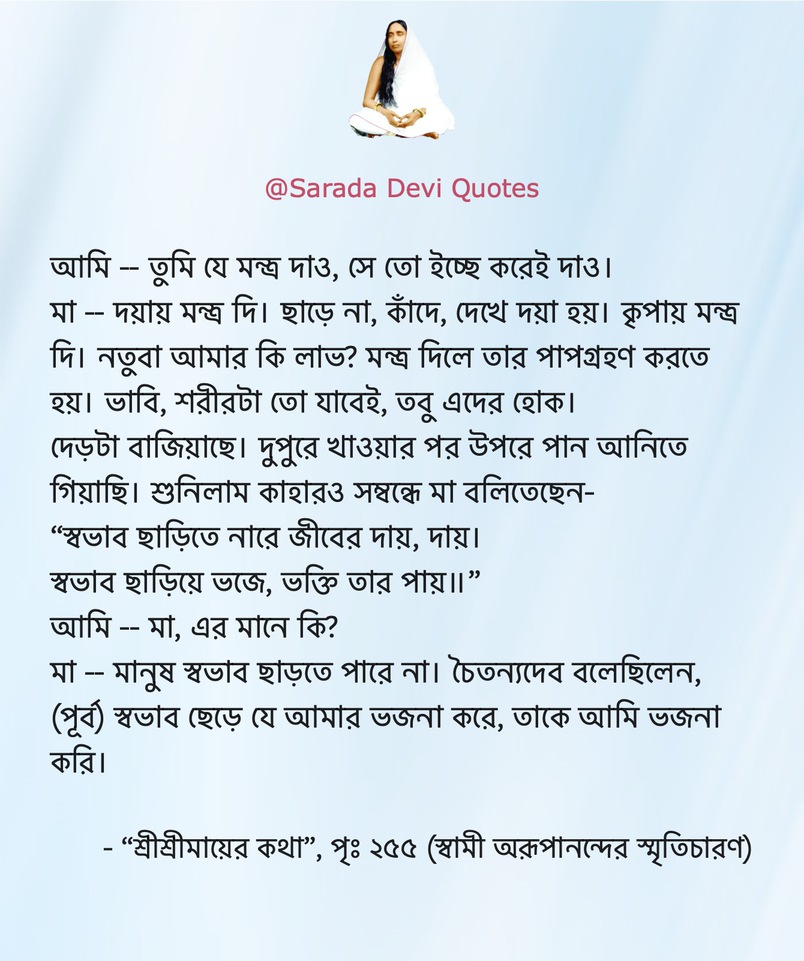 @Sarada Devi Quotes
আমি -- তুমি যে মন্ত্র দাও, সে তো ইচ্ছে করেই দাও।
মা -- দয়ায় মন্ত্র দি। ছাড়ে না, কাঁদে, দেখে দয়া হয়। কৃপায় মন্ত্র
দি। নতুবা আমার কি লাভ? মন্ত্র দিলে তার পাপগ্রহণ করতে
হয়। ভাবি, শরীরটা তো যাবেই, তবু এদের হোক।
দেড়টা বাজিয়াছে। দুপুরে খাওয়ার পর উপরে পান আনিতে
গিয়াছি। শুনিলাম কাহারও সম্বন্ধে মা বলিতেছেন-
“স্বভাব ছাড়িতে নারে জীবের দায়, দায়।
স্বভাব ছাড়িয়ে ভজে, ভক্তি তার পায়॥”
আমি -- মা, এর মানে কি?
মা -- মানুষ স্বভাব ছাড়তে পারে না। চৈতন্যদেব বলেছিলেন,
(পূর্ব) স্বভাব ছেড়ে যে আমার ভজনা করে, তাকে আমি ভজনা
করি।
- “শ্রীশ্রীমায়ের কথা”, পৃঃ ২৫৫ (স্বামী অরূপানন্দের স্মৃতিচারণ)